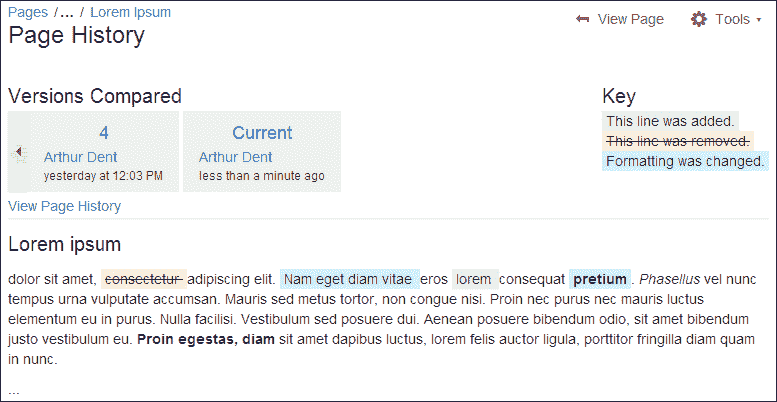 Pages /... / Lorem Ipsum
View Page
Tools
Page History
Versions Compared
Key
4
Arthur Dent
yesterday at 12:03 PM
Current
Arthur Dent
less than a minute ago
This line was added.
This line was removed.
Formatting was changed.
View Page History
Lorem ipsum
dolor sit amet, consectetur adipiscing elit. Nam eget diam vitae eros lorem consequat pretium. Phasellus vel nunc
tempus urna vulputate accumsan. Mauris sed metus tortor, non congue nisi. Proin nec purus nec mauris luctus
elementum eu in purus. Nulla facilisi. Vestibulum sed posuere dui. Aenean posuere bibendum odio, sit amet bibendum
justo vestibulum eu. Proin egestas, diam sit amet dapibus luctus, lorem felis auctor ligula, porttitor fringilla diam quam
in nunc.
...